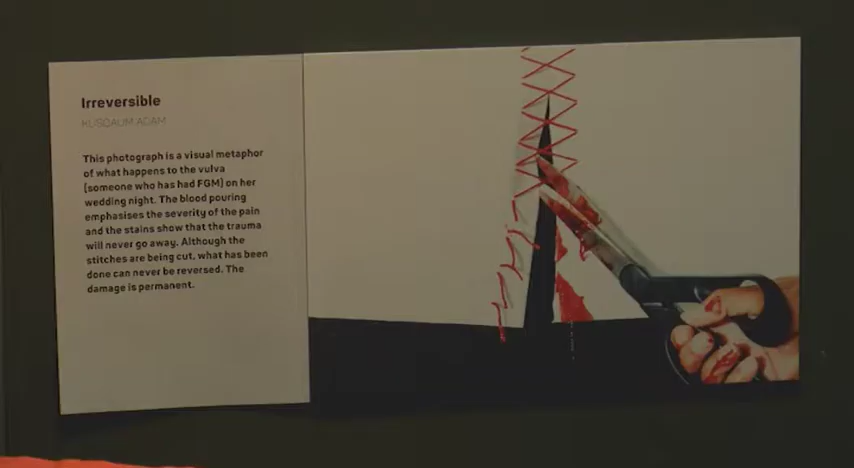 Irreversible
KUSCAUM ADAM
This photograph is a visual metaphor
of what happens to the vulva
(someone who has had FGM) on her
wedding night. The blood pouring
emphasises the severity of the pain
and the stains show that the trauma
will never go away. Although the
stitches are being cut, what has been
done can never be reversed. The
damage is permanent.